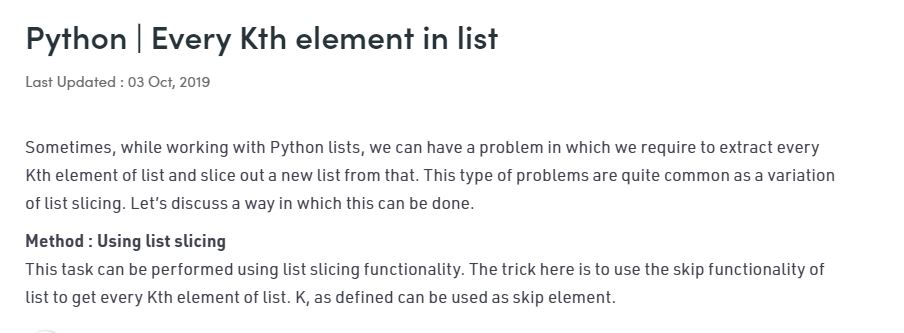 Python | Every Kth element in list
Last Updated : 03 Oct, 2019
Sometimes, while working with Python lists, we can have a problem in which we require to extract every
Kth element of list and slice out a new list from that. This type of problems are quite common as a variation
of list slicing. Let’s discuss a way in which this can be done.
Method : Using list slicing
This task can be performed using list slicing functionality. The trick here is to use the skip functionality of
list to get every Kth element of list. K, as defined can be used as skip element.